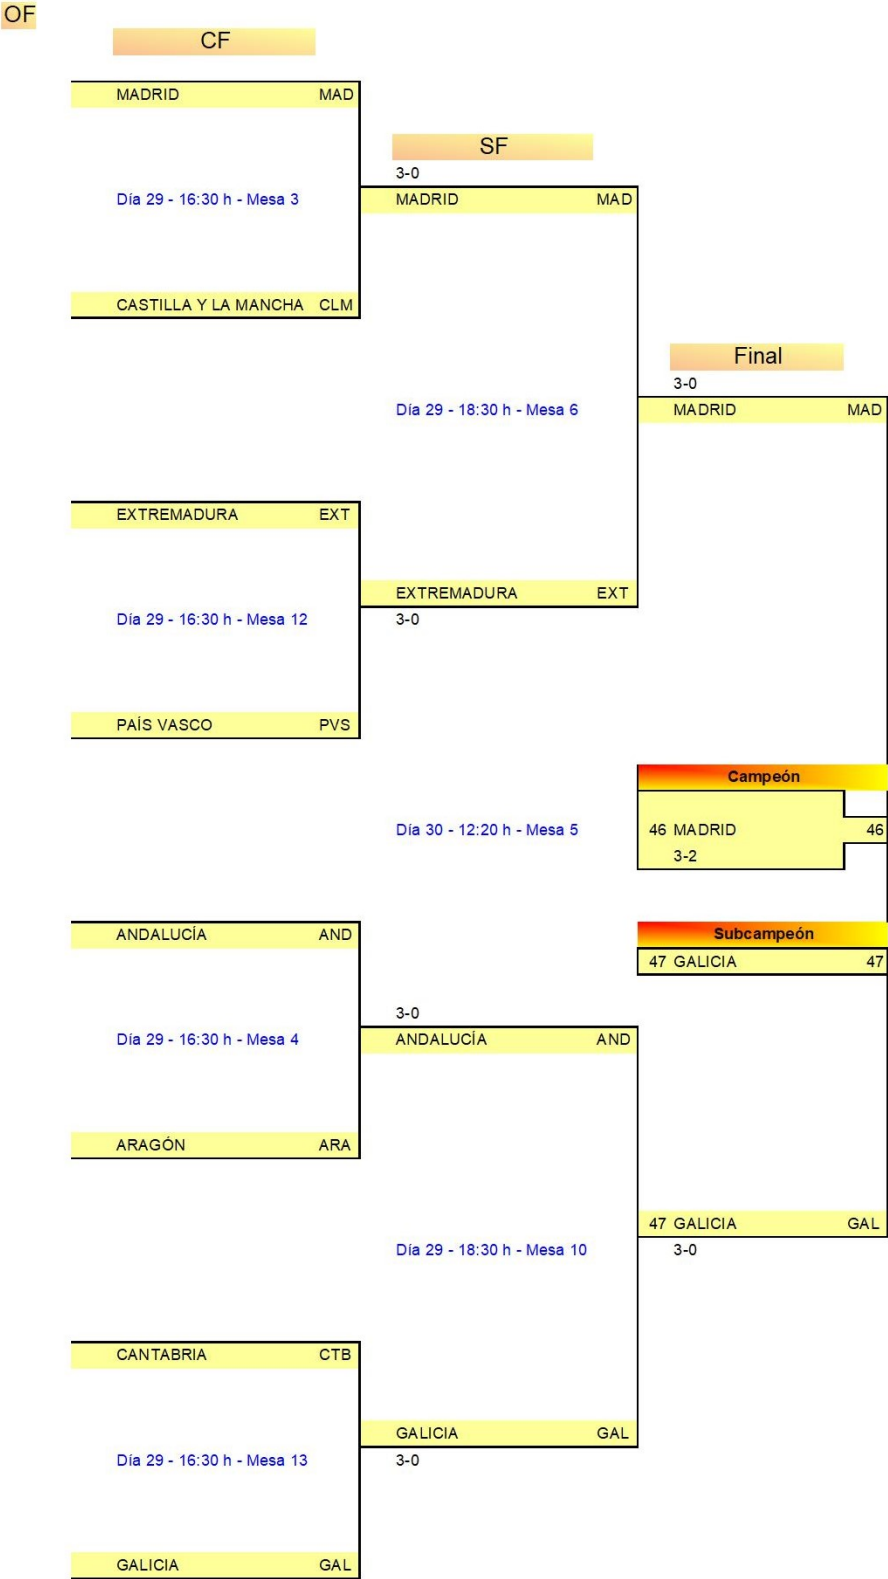 OF
CF
MADRID MAD
SF
3-0
Día 29 - 16:30 h - Mesa 3
MADRID MAD
CASTILLA Y LA MANCHA CLM
Final
3-0
Día 29 - 18:30 h - Mesa 6
MADRID MAD
EXTREMADURA EXT
EXTREMADURA EXT
Día 29 - 16:30 h - Mesa 12
3-0
PAÍS VASCO PVS
Campeón
Día 30 - 12:20 h - Mesa 5
46 MADRID 46
3-2
ANDALUCÍA AND
Subcampeón
47 GALICIA 47
3-0
Día 29 - 16:30 h - Mesa 4
ANDALUCÍA AND
ARAGÓN ARA
47 GALICIA GAL
Día 29 - 18:30 h - Mesa 10
3-0
CANTABRIA CTB
GALICIA GAL
Día 29 - 16:30 h - Mesa 13
3-0
GALICIA GAL